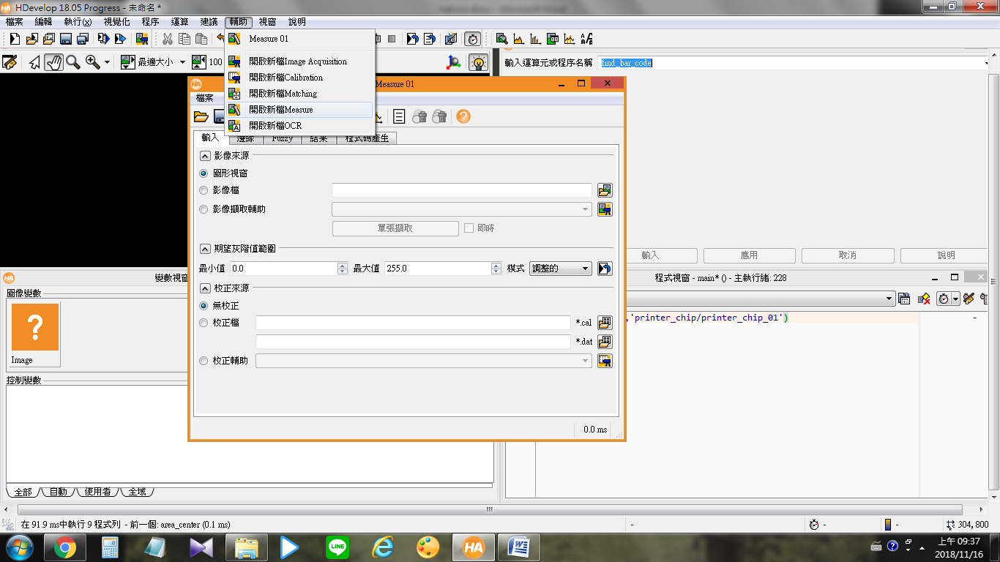 HDevelop 18.05 Progress - 未命名 *
檔案 編輯 執行(x) 視覺化 程序 運算 建議 輔助 視窗 說明
Measure 01
開啟新檔Image Acquisition
開啟新檔Calibration
開啟新檔Matching
開啟新檔Measure
開啟新檔OCR
最適大小 100
輸入運算元或程序名稱 find_bar_code
輸入 應用 取消 說明
Measure 01
檔案
輸入 邊緣 Fuzzy 結果 程式碼產生
影像來源
圖形視窗
影像檔
影像擷取輔助
單張擷取 即時
期望灰階值範圍
最小值 0.0 最大值 255.0 模式 調整的
校正來源
無校正
校正檔 *.cal
*.dat
校正輔助
0.0 ms
變數視窗
圖像變數
Image
控制變數
全部 自動 使用者 全域
程式視窗 - main* () - 主執行緒: 228
,'printer_chip/printer_chip_01')
-
在 91.9 ms中執行 9 程式列 - 前一個: area_center (0.1 ms)
- - - 304, 800
上午 09:37
2018/11/16